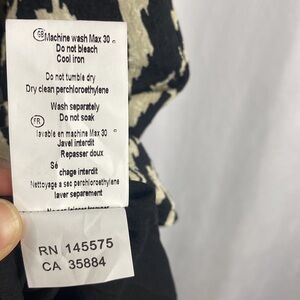 GB Machine wash Max 30
Do not bleach
Cool iron
Do not tumble dry
Dry clean perchloroethylene
Wash separately
Do not soak
FR
lavable en machine Max 30
Javel interdit
Repasser doux
Sé
chage interdit
Nettoyage a sec perchloroethylene
laver separement
RN 145575
CA 35884